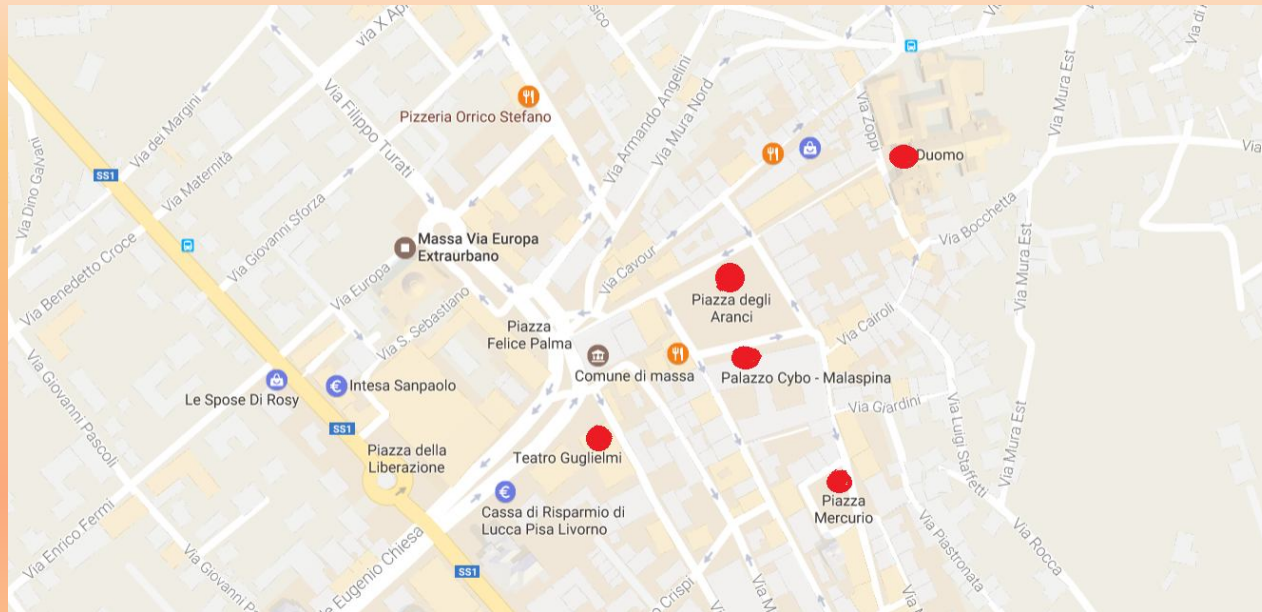 Via X Ap
Via Mura Est
Via dei Margini
Via Filippo Turati
Pizzeria Orrico Stefano
Via Armando Angelini
Via Mura Nord
Via Zoppi
Duomo
Via Dino Galvani
SS1
Via Maternità
Via Giovanni Sforza
Massa Via Europa
Extraurbano
Via Cavour
Via Bocchetta
Via Benedetto Croce
Via Europa
Via S. Sebastiano
Piazza degli
Aranci
Via Mura Est
Piazza
Felice Palma
Via Cairoli
Comune di massa
Palazzo Cybo - Malaspina
Intesa Sanpaolo
Le Spose Di Rosy
Via Giardini
Via Giovanni Pascoli
SS1
Via Luigi Staffetti
Via Mura Est
Piazza della
Liberazione
Teatro Guglielmi
Piazza
Mercurio
Cassa di Risparmio di
Lucca Pisa Livorno
Via Enrico Fermi
Via Giovanni
Eugenio Chiesa
SS1
Crispi
Via Piastronata
Via Rocca